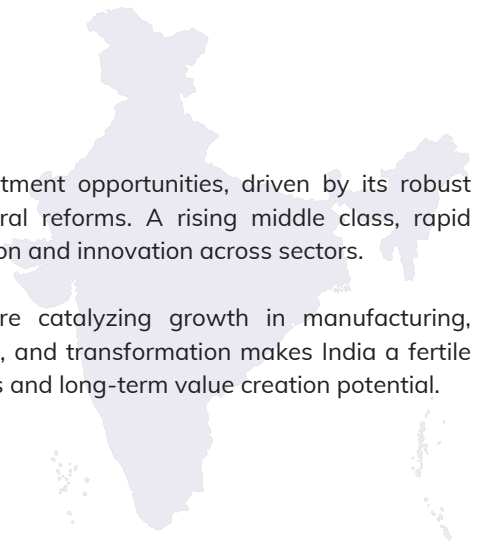 tment opportunities, driven by its robust
ral reforms. A rising middle class, rapid
on and innovation across sectors.
re catalyzing growth in manufacturing,
, and transformation makes India a fertile
s and long-term value creation potential.